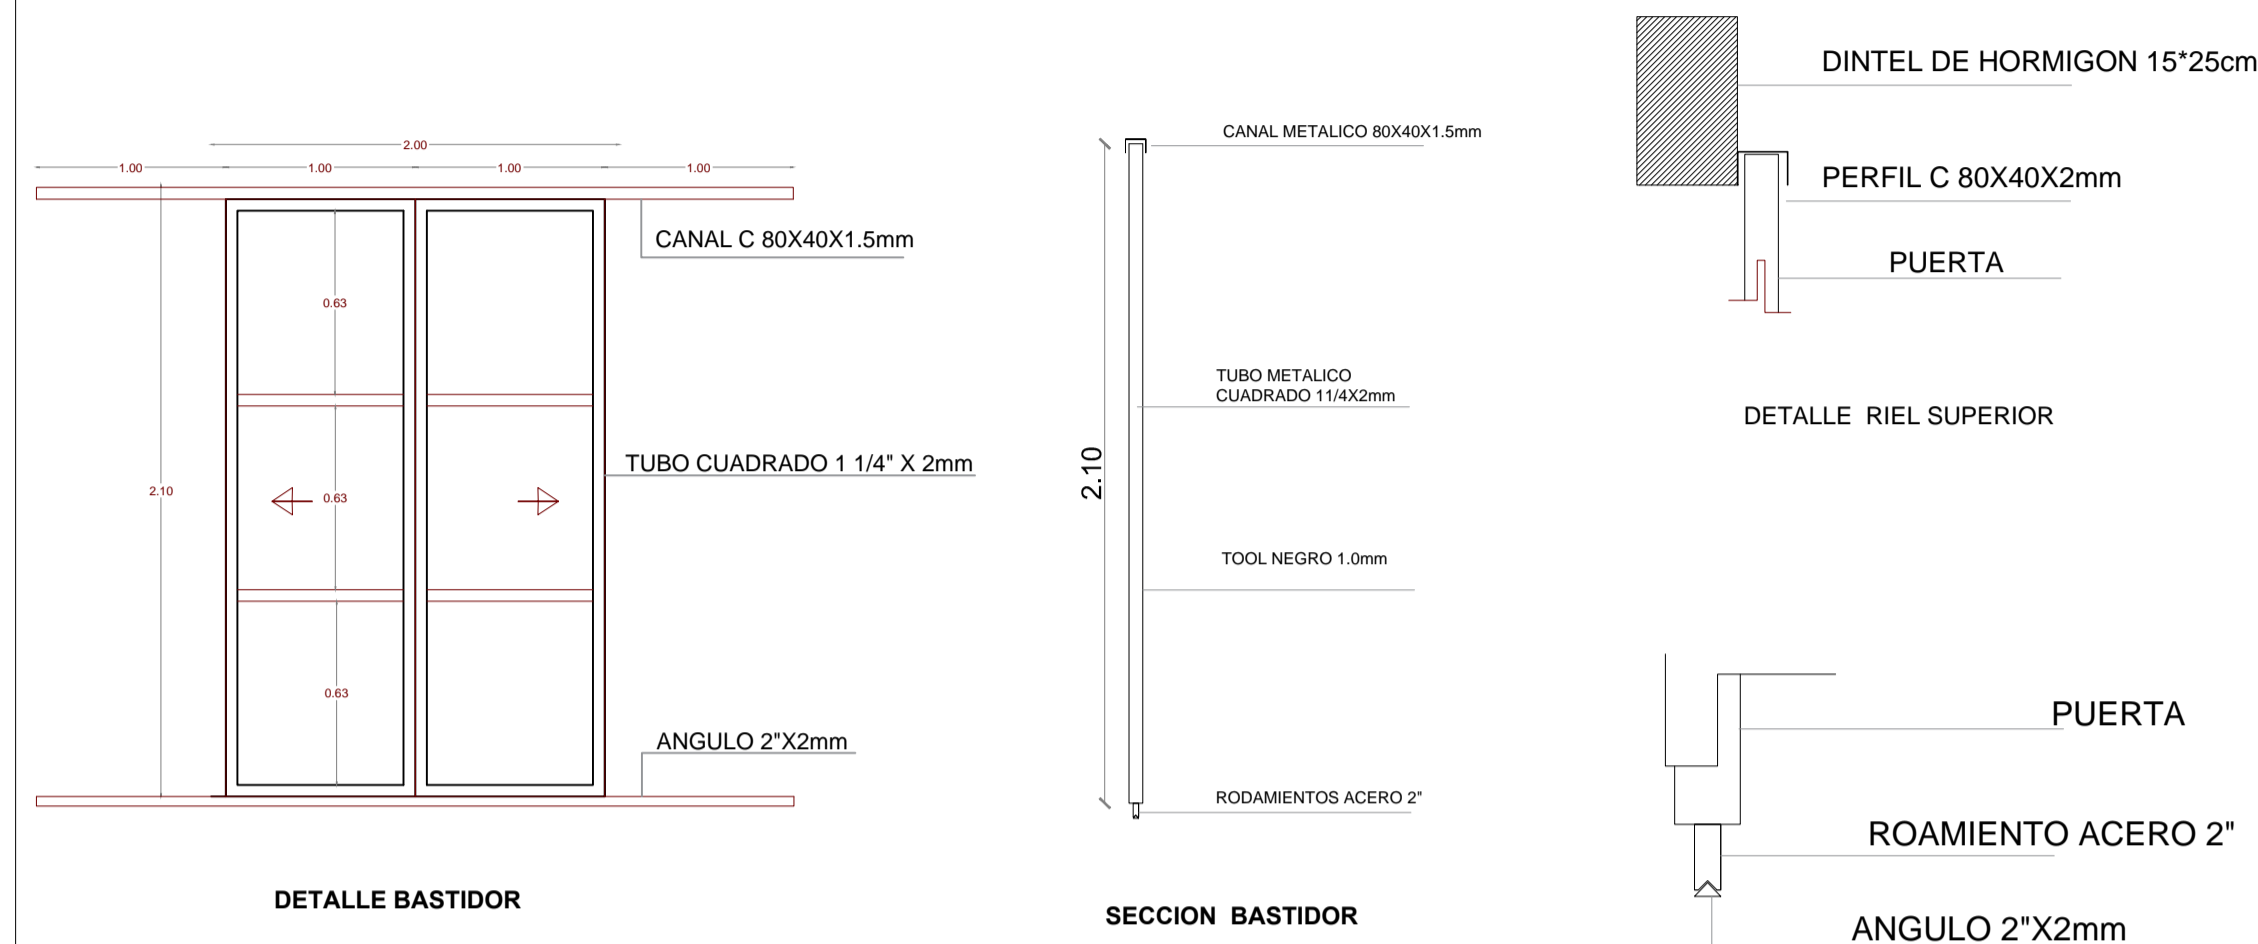 2.00
1.00
1.00
1.00
1.00
CANAL C 80X40X1.5mm
0.63
TUBO CUADRADO 1 1/4" X 2mm
2.10
0.63
0.63
ANGULO 2"X2mm
DETALLE BASTIDOR
CANAL METALICO 80X40X1.5mm
TUBO METALICO
CUADRADO 11/4X2mm
2.10
TOOL NEGRO 1.0mm
RODAMIENTOS ACERO 2"
SECCION BASTIDOR
DINTEL DE HORMIGON 15*25cm
PERFIL C 80X40X2mm
PUERTA
DETALLE RIEL SUPERIOR
PUERTA
ROAMIENTO ACERO 2"
ANGULO 2"X2mm